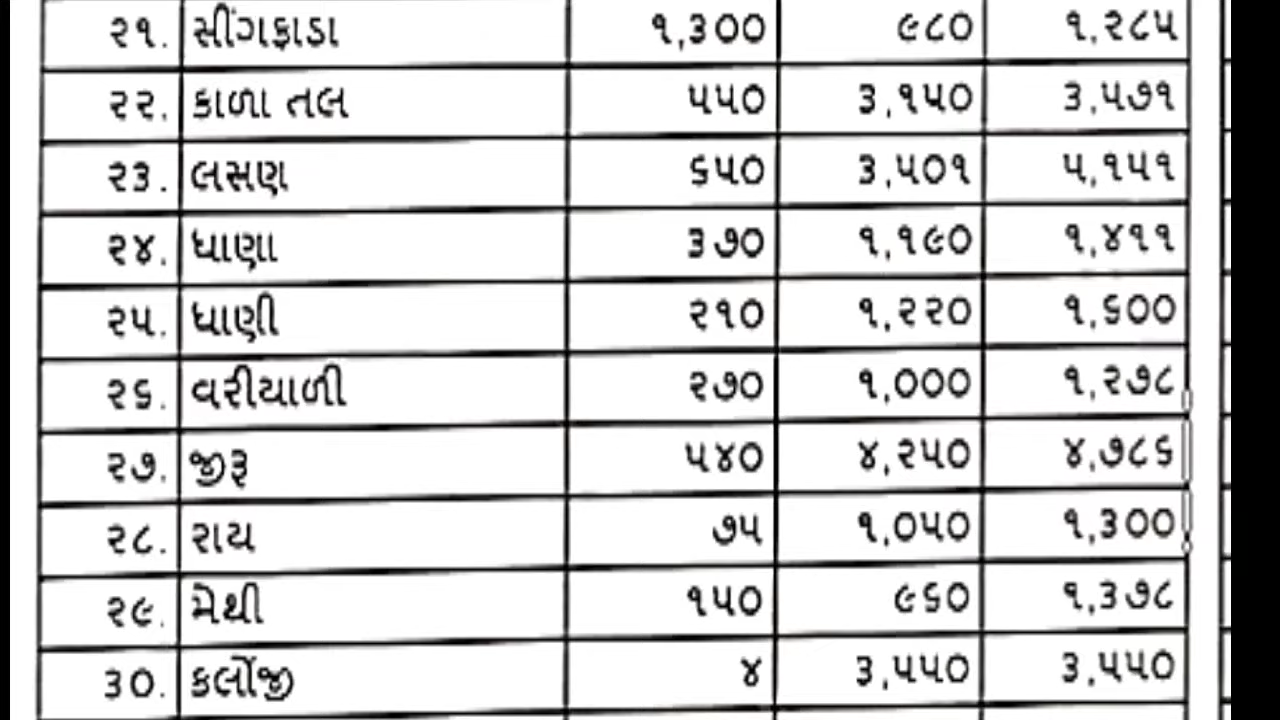 ૨૧. સીંગફાડા ૧,૩૦૦ ૯૮૦ ૧,૨૮૫
૨૨. કાળા તલ ૫૫૦ ૩,૧૫૦ ૩,૫૭૧
૨૩. લસણ ૬૫૦ ૩,૫૦૧ ૫,૧૫૧
૨૪. ધાણા ૩૭૦ ૧,૧૯૦ ૧,૪૧૧
૨૫. ધાણી ૨૧૦ ૧,૨૨૦ ૧,૬૦૦
૨૬. વરીયાળી ૨૭૦ ૧,૦૦૦ ૧,૨૭૮
૨૭. જીરૂ ૫૪૦ ૪,૨૫૦ ૪,૭૮૬
૨૮. રાય ૭૫ ૧,૦૫૦ ૧,૩૦૦
૨૯. મેથી ૧૫૦ ૯૬૦ ૧,૩૭૮
૩૦. કલોંજી ૪ ૩,૫૫૦ ૩,૫૫૦